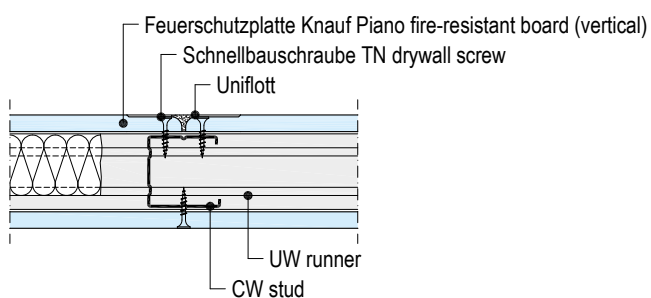 Feuerschutzplatte Knauf Piano fire-resistant board (vertical)
Schnellbauschraube TN drywall screw
Uniflott
UW runner
CW stud